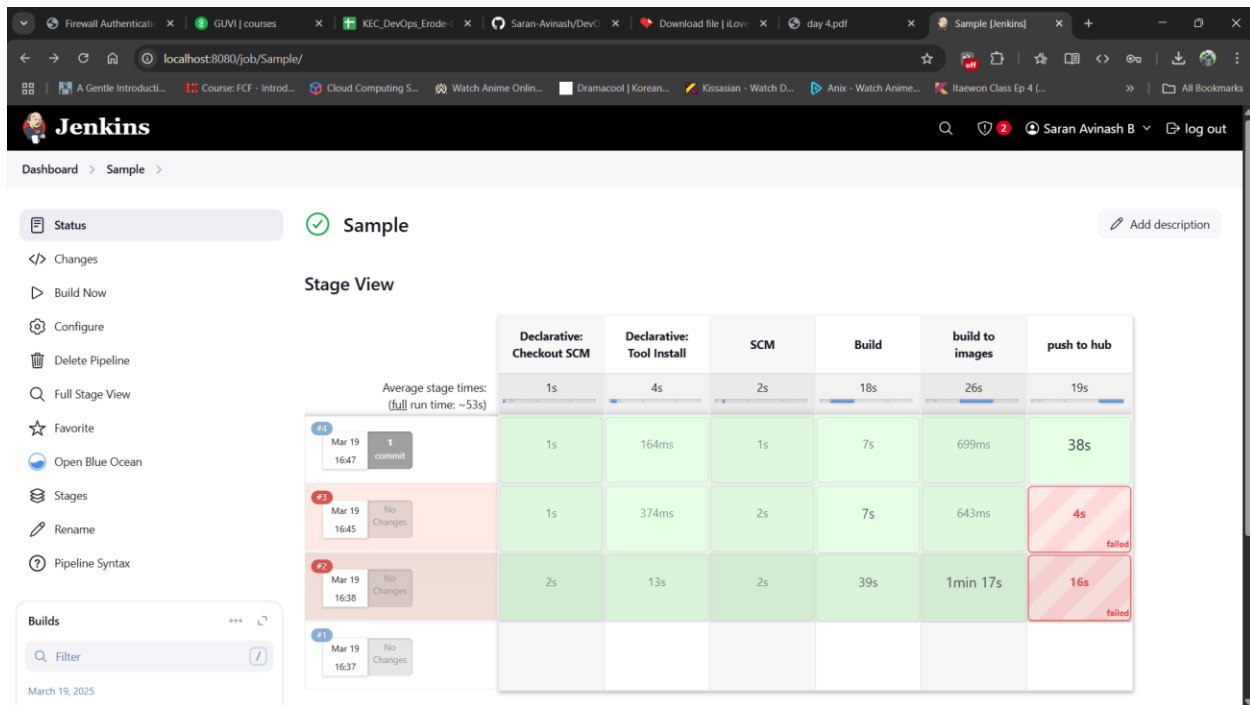 Firewall Authenticatio
GUVI | courses
KEC_DevOps_Erode-
Saran-Avinash/DevO
Download file | iLove
day 4.pdf
Sample [Jenkins]
localhost:8080/job/Sample/
off
A Gentle Introducti...
Course: FCF - Introd...
Cloud Computing S...
Watch Anime Onlin...
Dramacool | Korean...
Kissasian - Watch D...
Anix - Watch Anime...
Itaewon Class Ep 4 (...
All Bookmarks
Jenkins
2
Saran Avinash B
log out
Dashboard > Sample >
Status
Changes
Build Now
Configure
Delete Pipeline
Full Stage View
Favorite
Open Blue Ocean
Stages
Rename
Pipeline Syntax
Builds
Filter /
March 19, 2025
Sample
Add description
Stage View
Declarative: Checkout SCM
Declarative: Tool Install
SCM
Build
build to images
push to hub
Average stage times: 1s 4s 2s 18s 26s 19s
(full run time: ~53s)
#4
Mar 19 16:47 1 commit 1s 164ms 1s 7s 699ms 38s
#3
Mar 19 16:45 No Changes 1s 374ms 2s 7s 643ms 4s failed
#2
Mar 19 16:38 No Changes 2s 13s 2s 39s 1min 17s 16s failed
#1
Mar 19 16:37 No Changes